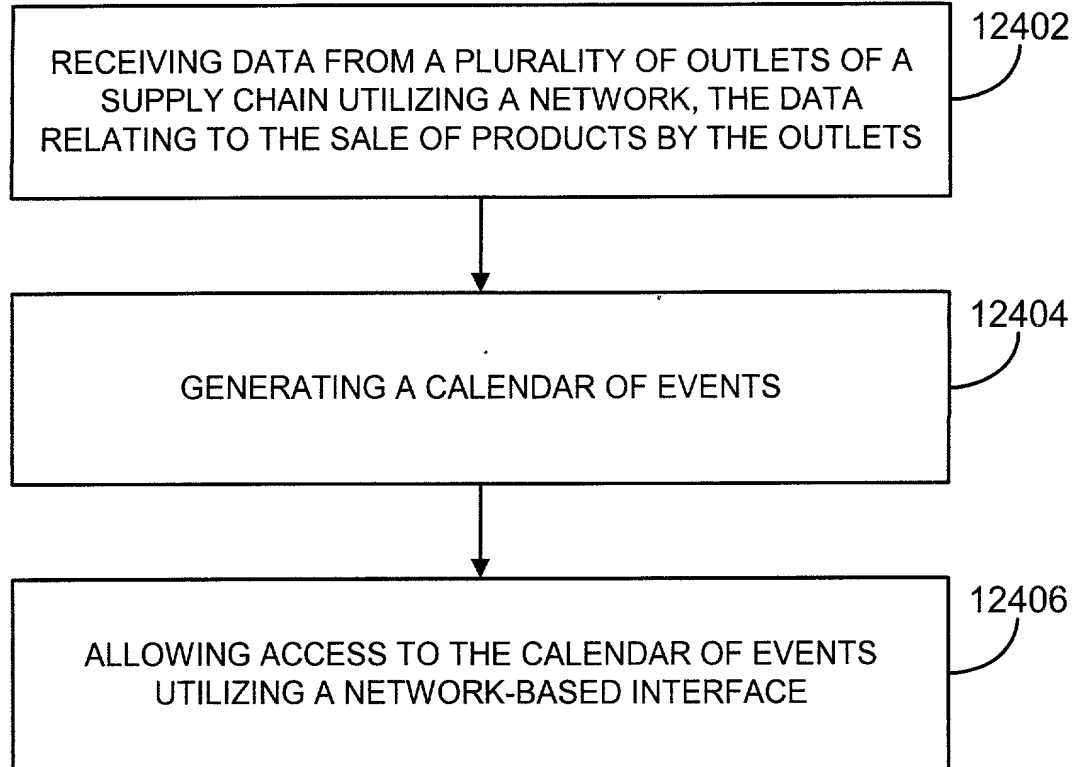 12402
RECEIVING DATA FROM A PLURALITY OF OUTLETS OF A
SUPPLY CHAIN UTILIZING A NETWORK, THE DATA
RELATING TO THE SALE OF PRODUCTS BY THE OUTLETS
12404
GENERATING A CALENDAR OF EVENTS
12406
ALLOWING ACCESS TO THE CALENDAR OF EVENTS
UTILIZING A NETWORK-BASED INTERFACE